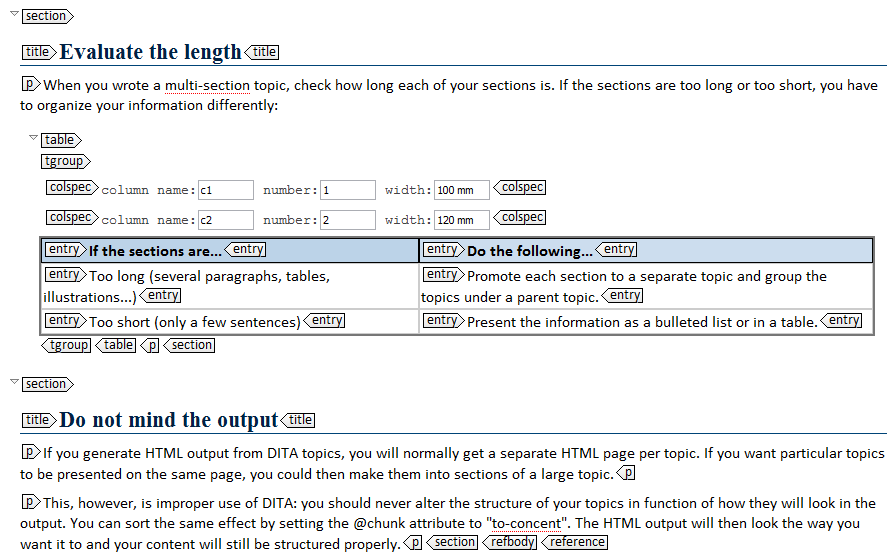 section
title Evaluate the length title
p When you wrote a multi-section topic, check how long each of your sections is. If the sections are too long or too short, you have
to organize your information differently:
table
tgroup
colspec column name: c1 number: 1 width: 100 mm colspec
colspec column name: c2 number: 2 width: 120 mm colspec
entry If the sections are... entry entry Do the following... entry
entry Too long (several paragraphs, tables,
illustrations...) entry
entry Promote each section to a separate topic and group the
topics under a parent topic. entry
entry Too short (only a few sentences) entry entry Present the information as a bulleted list or in a table. entry
tgroup table p section
section
title Do not mind the output title
p If you generate HTML output from DITA topics, you will normally get a separate HTML page per topic. If you want particular topics
to be presented on the same page, you could then make them into sections of a large topic. p
p This, however, is improper use of DITA: you should never alter the structure of your topics in function of how they will look in the
output. You can sort the same effect by setting the @chunk attribute to "to-concent". The HTML output will then look the way you
want it to and your content will still be structured properly. p section refbody reference